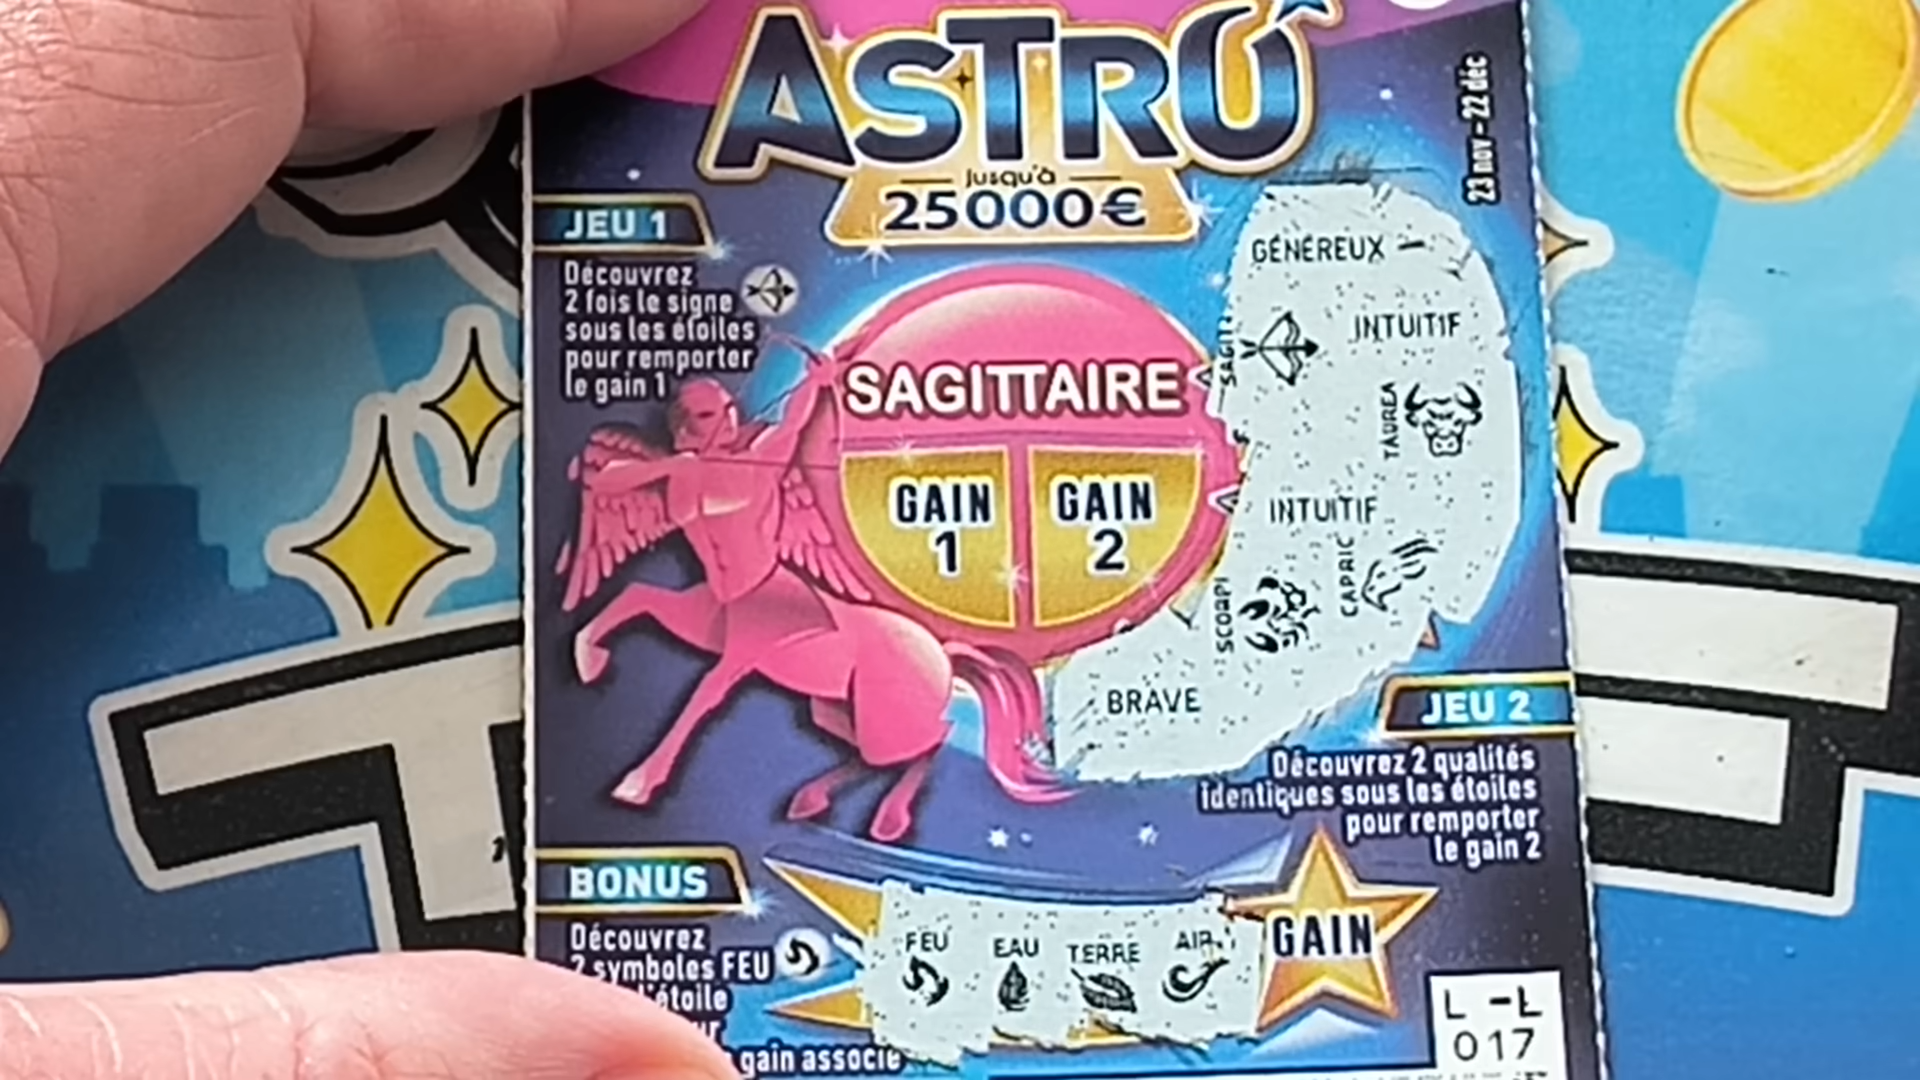 ASTRO
Jusqu'à
25 000 €
23 nov - 22 déc
JEU 1
Découvrez
2 fois le signe
sous les étoiles
pour remporter
le gain 1
SAGITTAIRE
GAIN
1
GAIN
2
GÉNÉREUX
SAGIT
INTUITIF
TAUREA
INTUITIF
SCORPI
CAPRIC
BRAVE
JEU 2
Découvrez 2 qualités
identiques sous les étoiles
pour remporter
le gain 2
BONUS
Découvrez
2 symboles FEU
l'étoile
gain associé
FEU
EAU
TERRE
AIR
GAIN
L -Ł
017